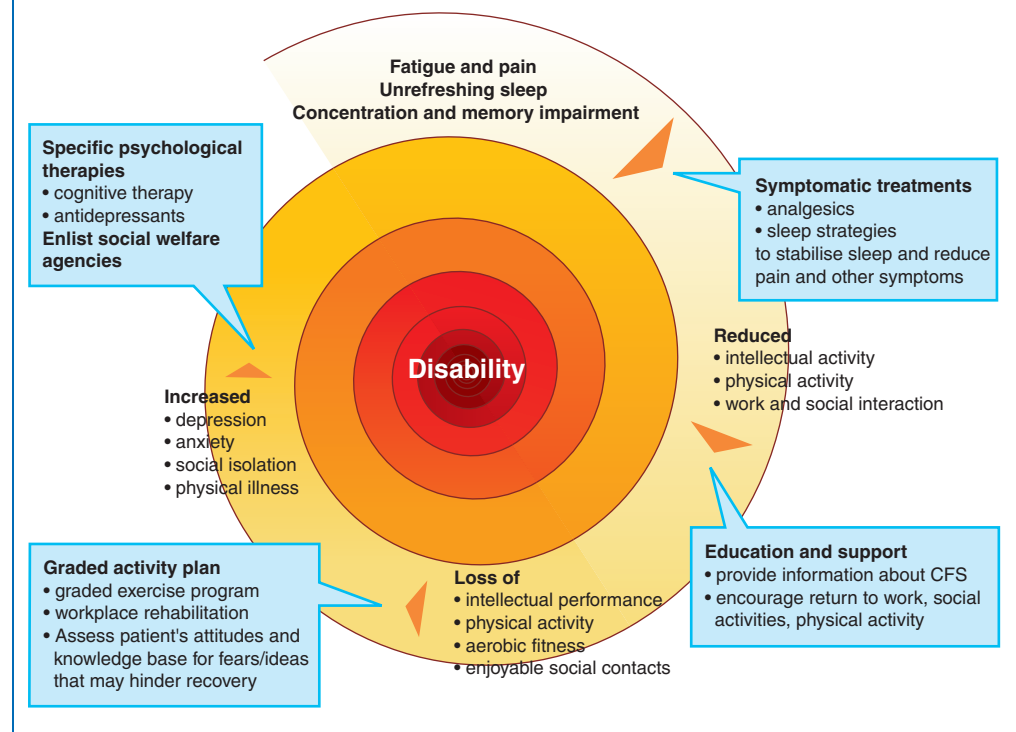 Fatigue and pain
Unrefreshing sleep
Concentration and memory impairment
Specific psychological
therapies
• cognitive therapy
• antidepressants
Enlist social welfare
agencies
Symptomatic treatments
• analgesics
• sleep strategies
to stabilise sleep and reduce
pain and other symptoms
Disability
Reduced
• intellectual activity
• physical activity
• work and social interaction
Increased
• depression
• anxiety
• social isolation
• physical illness
Education and support
• provide information about CFS
• encourage return to work, social
activities, physical activity
Graded activity plan
• graded exercise program
• workplace rehabilitation
• Assess patient's attitudes and
knowledge base for fears/ideas
that may hinder recovery
Loss of
• intellectual performance
• physical activity
• aerobic fitness
• enjoyable social contacts